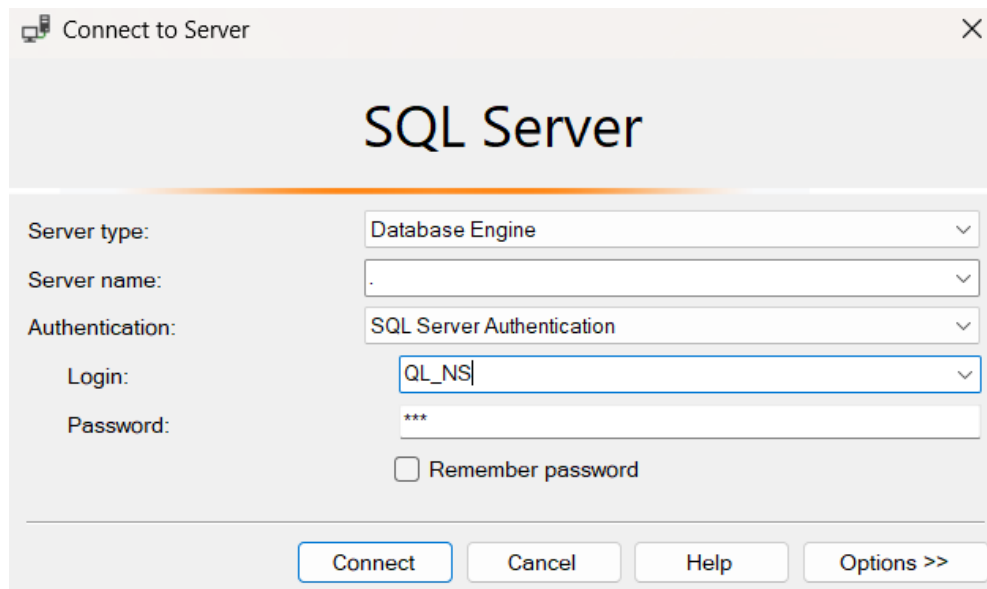 Connect to Server
SQL Server
Server type: Database Engine
Server name: .
Authentication: SQL Server Authentication
Login: QL_NS
Password: ***
Remember password
Connect Cancel Help Options >>